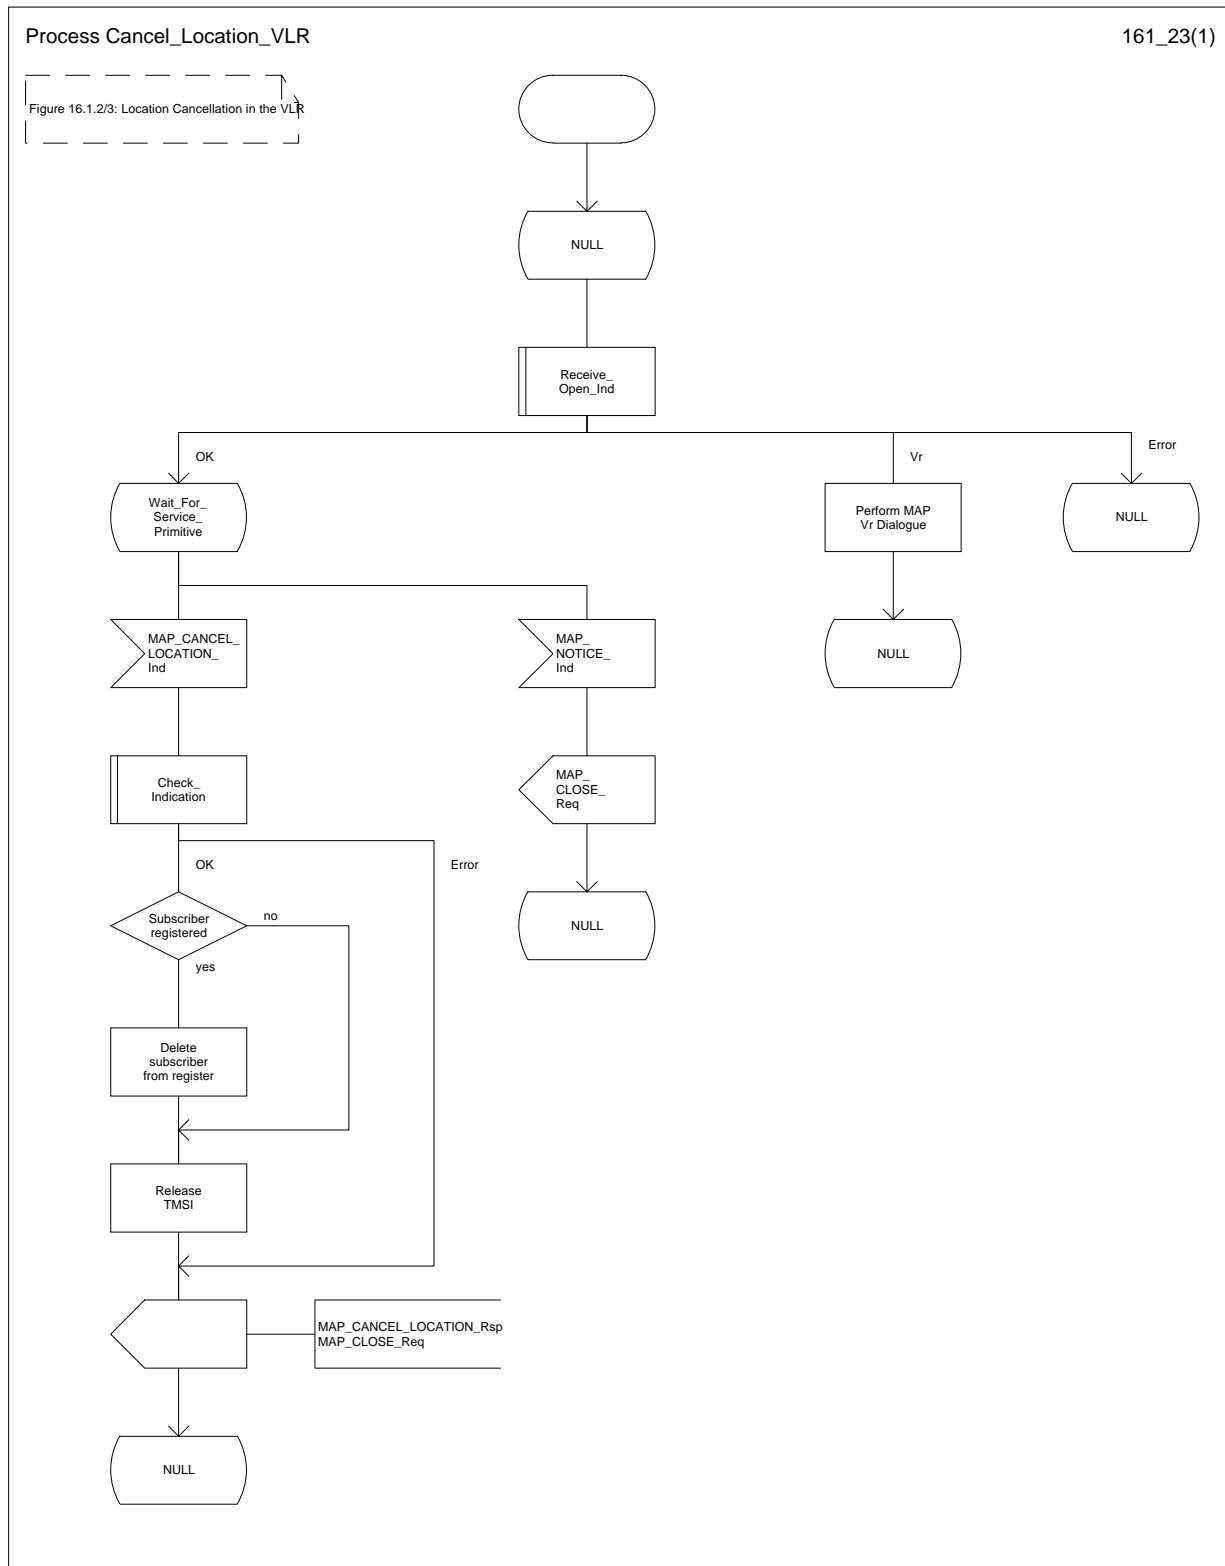 Process Cancel_Location_VLR
161_23(1)
Figure 16.1.2/3: Location Cancellation in the VLR
NULL
Receive_
Open_Ind
OK
Vr
Error
Wait_For_
Service_
Primitive
Perform MAP
Vr Dialogue
NULL
MAP_CANCEL_
LOCATION_
Ind
MAP_
NOTICE_
Ind
NULL
Check_
Indication
MAP_
CLOSE_
Req
OK
Error
Subscriber
registered
no
yes
NULL
Delete
subscriber
from register
Release
TMSI
MAP_CANCEL_LOCATION_Rsp
MAP_CLOSE_Req
NULL